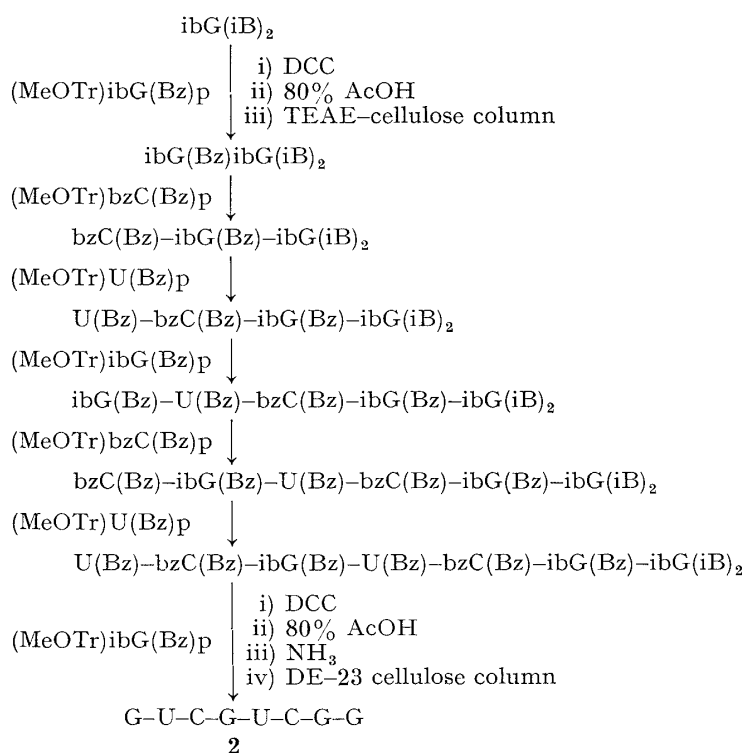 ibG(iB)₂
i) DCC
(MeOTr)ibG(Bz)p ii) 80% AcOH
iii) TEAE–cellulose column
ibG(Bz)ibG(iB)₂
(MeOTr)bzC(Bz)p
bzC(Bz)–ibG(Bz)–ibG(iB)₂
(MeOTr)U(Bz)p
U(Bz)–bzC(Bz)–ibG(Bz)–ibG(iB)₂
(MeOTr)ibG(Bz)p
ibG(Bz)–U(Bz)–bzC(Bz)–ibG(Bz)–ibG(iB)₂
(MeOTr)bzC(Bz)p
bzC(Bz)–ibG(Bz)–U(Bz)–bzC(Bz)–ibG(Bz)–ibG(iB)₂
(MeOTr)U(Bz)p
U(Bz)–bzC(Bz)–ibG(Bz)–U(Bz)–bzC(Bz)–ibG(Bz)–ibG(iB)₂
i) DCC
ii) 80% AcOH
(MeOTr)ibG(Bz)p iii) NH₃
iv) DE–23 cellulose column
G–U–C–G–U–C–G–G
2